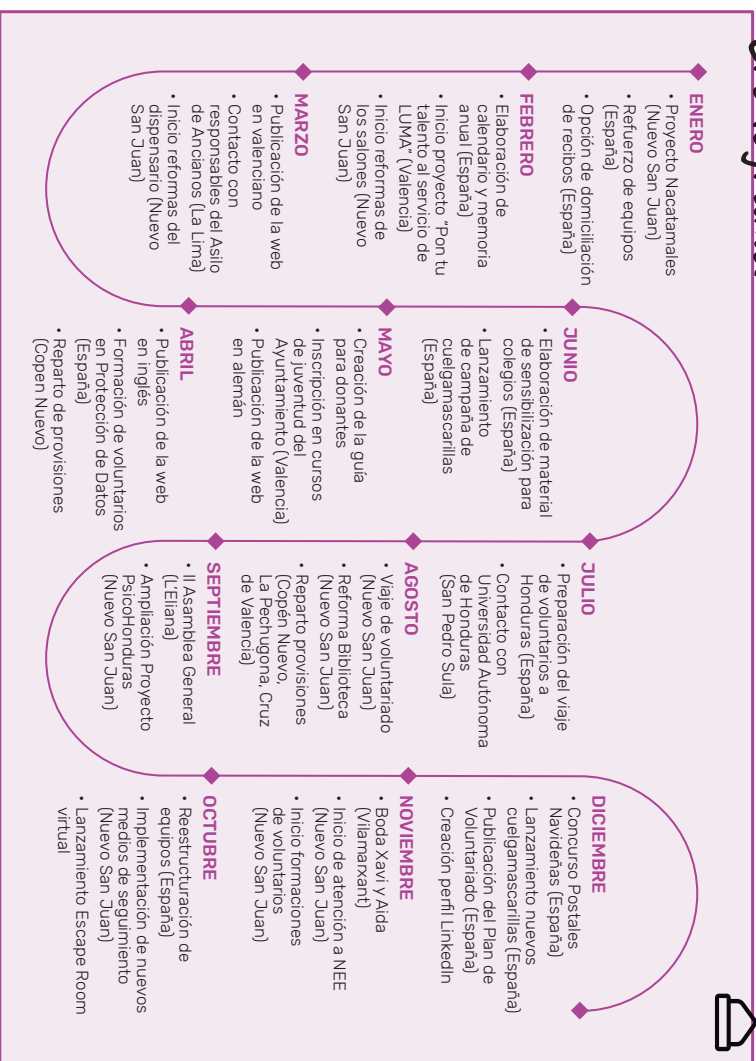 ENERO
• Proyecto Nacatamales
(Nuevo San Juan)
• Refuerzo de equipos
(España)
• Opción de domiciliación
de recibos (España)
FEBRERO
• Elaboración de
calendario y memoria
anual (España)
• Inicio proyecto "Pon tu
talento al servicio de
LUMA" (Valencia)
• Inicio reformas de
los salones (Nuevo
San Juan)
MARZO
• Publicación de la web
en valenciano
• Contacto con
responsables del Asilo
de Ancianos (La Lima)
• Inicio reformas del
dispensario (Nuevo
San Juan)
ABRIL
• Publicación de la web
en inglés
• Formación de voluntarios
en Protección de Datos
(España)
• Reparto de provisiones
(Copen Nuevo)
MAYO
• Creación de la guía
para donantes
• Inscripción en cursos
de juventud del
Ayuntamiento (Valencia)
• Publicación de la web
en alemán
JUNIO
• Elaboración de material
de sensibilización para
colegios (España)
• Lanzamiento
de campaña de
cuelgamascarillas
(España)
JULIO
• Preparación del viaje
de voluntarios a
Honduras (España)
• Contacto con
Universidad Autónoma
de Honduras
(San Pedro Sula)
AGOSTO
• Viaje de voluntariado
(Nuevo San Juan)
• Reforma Biblioteca
(Nuevo San Juan)
• Reparto provisiones
(Copén Nuevo,
La Pechugona, Cruz
de Valencia)
SEPTIEMBRE
• II Asamblea General
(L'Eliana)
• Ampliación Proyecto
PsicoHonduras
(Nuevo San Juan)
OCTUBRE
• Reestructuración de
equipos (España)
• Implementación de nuevos
medios de seguimiento
(Nuevo San Juan)
• Lanzamiento Escape Room
virtual
NOVIEMBRE
• Boda Xavi y Aida
(Vilamarxant)
• Inicio de atención a NEE
(Nuevo San Juan)
• Inicio formaciones
de voluntarios
(Nuevo San Juan)
DICIEMBRE
• Concurso Postales
Navideñas (España)
• Lanzamiento nuevos
cuelgamascarillas (España)
• Publicación del Plan de
Voluntariado (España)
• Creación perfil LinkedIn